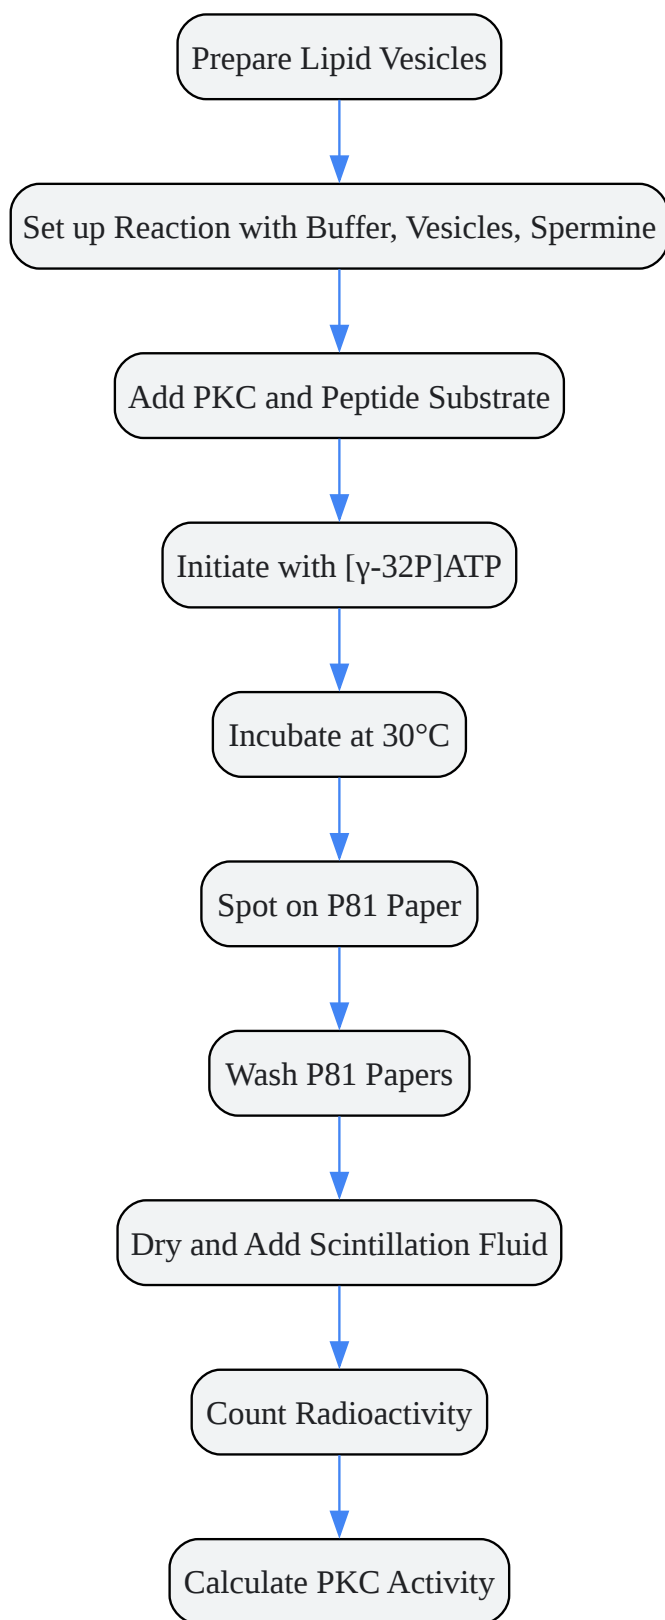 Prepare Lipid Vesicles
Set up Reaction with Buffer, Vesicles, Spermine
Add PKC and Peptide Substrate
Initiate with [γ-32P]ATP
Incubate at 30°C
Spot on P81 Paper
Wash P81 Papers
Dry and Add Scintillation Fluid
Count Radioactivity
Calculate PKC Activity